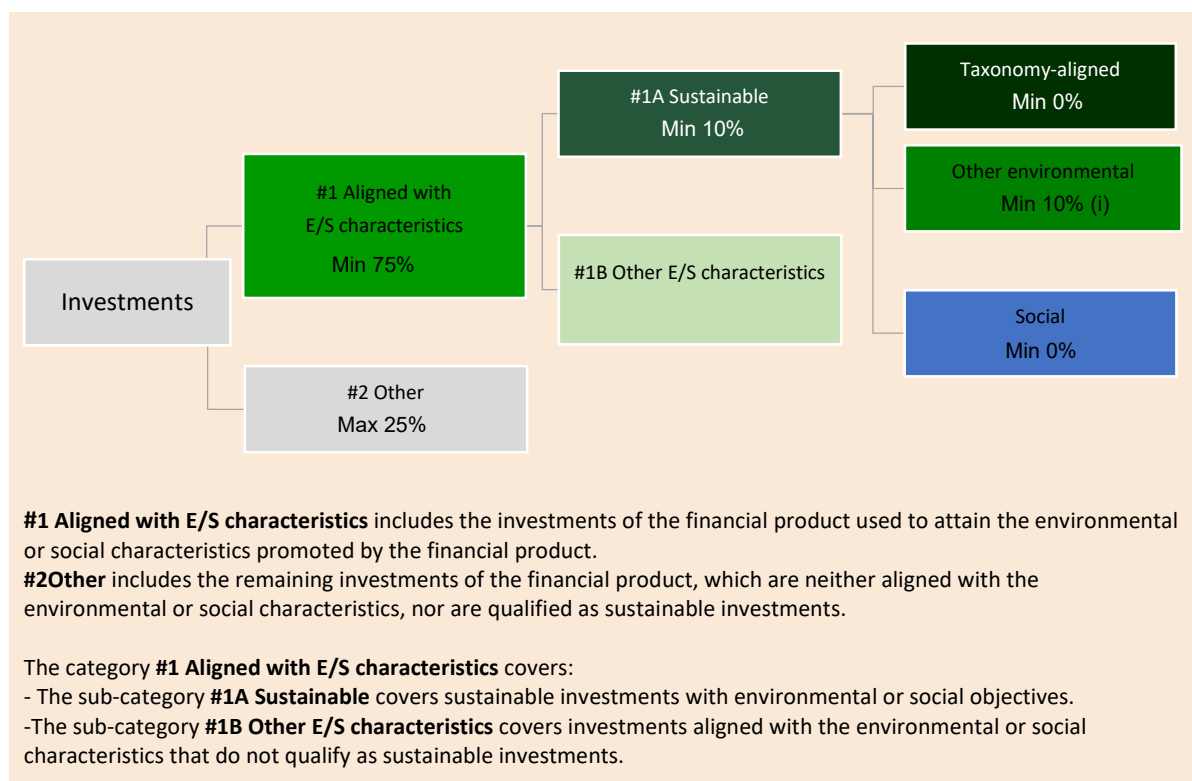 Investments
#1 Aligned with
E/S characteristics
Min 75%
#2 Other
Max 25%
#1A Sustainable
Min 10%
#1B Other E/S characteristics
Taxonomy-aligned
Min 0%
Other environmental
Min 10% (i)
Social
Min 0%
#1 Aligned with E/S characteristics includes the investments of the financial product used to attain the environmental
or social characteristics promoted by the financial product.
#2Other includes the remaining investments of the financial product, which are neither aligned with the
environmental or social characteristics, nor are qualified as sustainable investments.
The category #1 Aligned with E/S characteristics covers:
- The sub-category #1A Sustainable covers sustainable investments with environmental or social objectives.
-The sub-category #1B Other E/S characteristics covers investments aligned with the environmental or social
characteristics that do not qualify as sustainable investments.